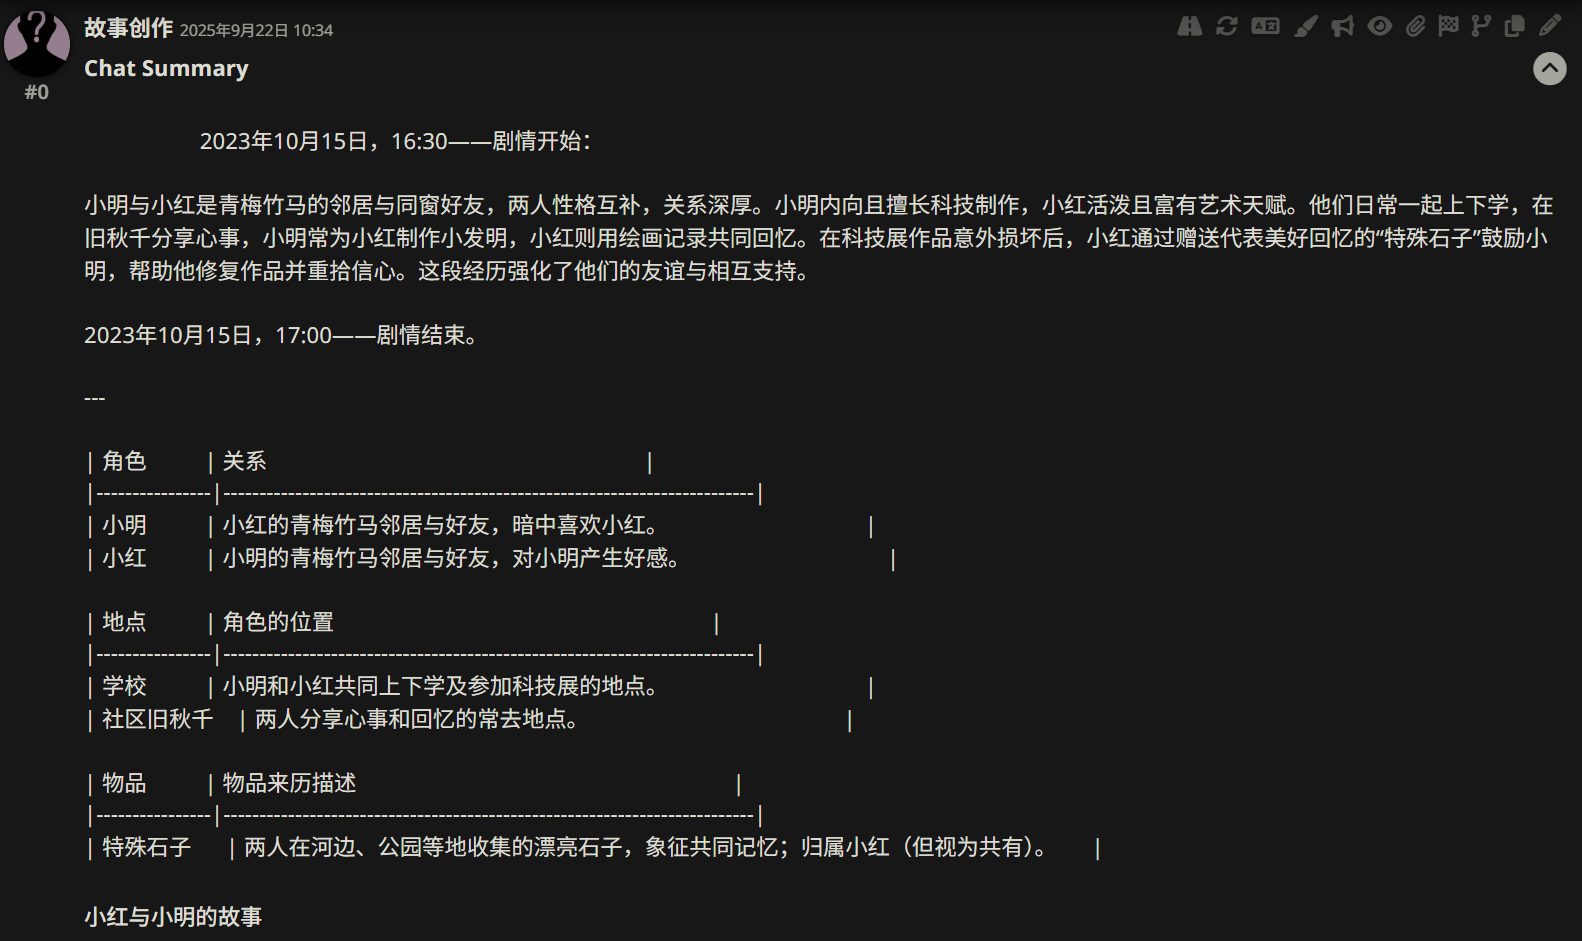 故事创作 2025年9月22日 10:34
Chat Summary
#0
2023年10月15日，16:30——剧情开始：
小明与小红是青梅竹马的邻居与同窗好友，两人性格互补，关系深厚。小明内向且擅长科技制作，小红活泼且富有艺术天赋。他们日常一起上下学，在
旧秋千分享心事，小明常为小红制作小发明，小红则用绘画记录共同回忆。在科技展作品意外损坏后，小红通过赠送代表美好回忆的“特殊石子”鼓励小
明，帮助他修复作品并重拾信心。这段经历强化了他们的友谊与相互支持。
2023年10月15日，17:00——剧情结束。
---
| 角色 | 关系 |
|----------------|--------------------------------------------------------------------------|
| 小明 | 小红的青梅竹马邻居与好友，暗中喜欢小红。 |
| 小红 | 小明的青梅竹马邻居与好友，对小明产生好感。 |
| 地点 | 角色的位置 |
|----------------|--------------------------------------------------------------------------|
| 学校 | 小明和小红共同上下学及参加科技展的地点。 |
| 社区旧秋千 | 两人分享心事和回忆的常去地点。 |
| 物品 | 物品来历描述 |
|----------------|--------------------------------------------------------------------------|
| 特殊石子 | 两人在河边、公园等地收集的漂亮石子，象征共同记忆；归属小红（但视为共有）。 |
小红与小明的故事